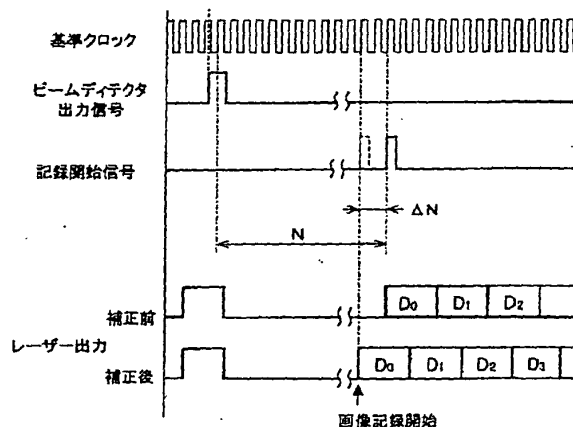 基準クロック
ビームディテクタ
出力信号
記録開始信号
ΔN
N
補正前
D0 D1 D2
レーザー出力
補正後
D0 D1 D2 D3
画像記録開始